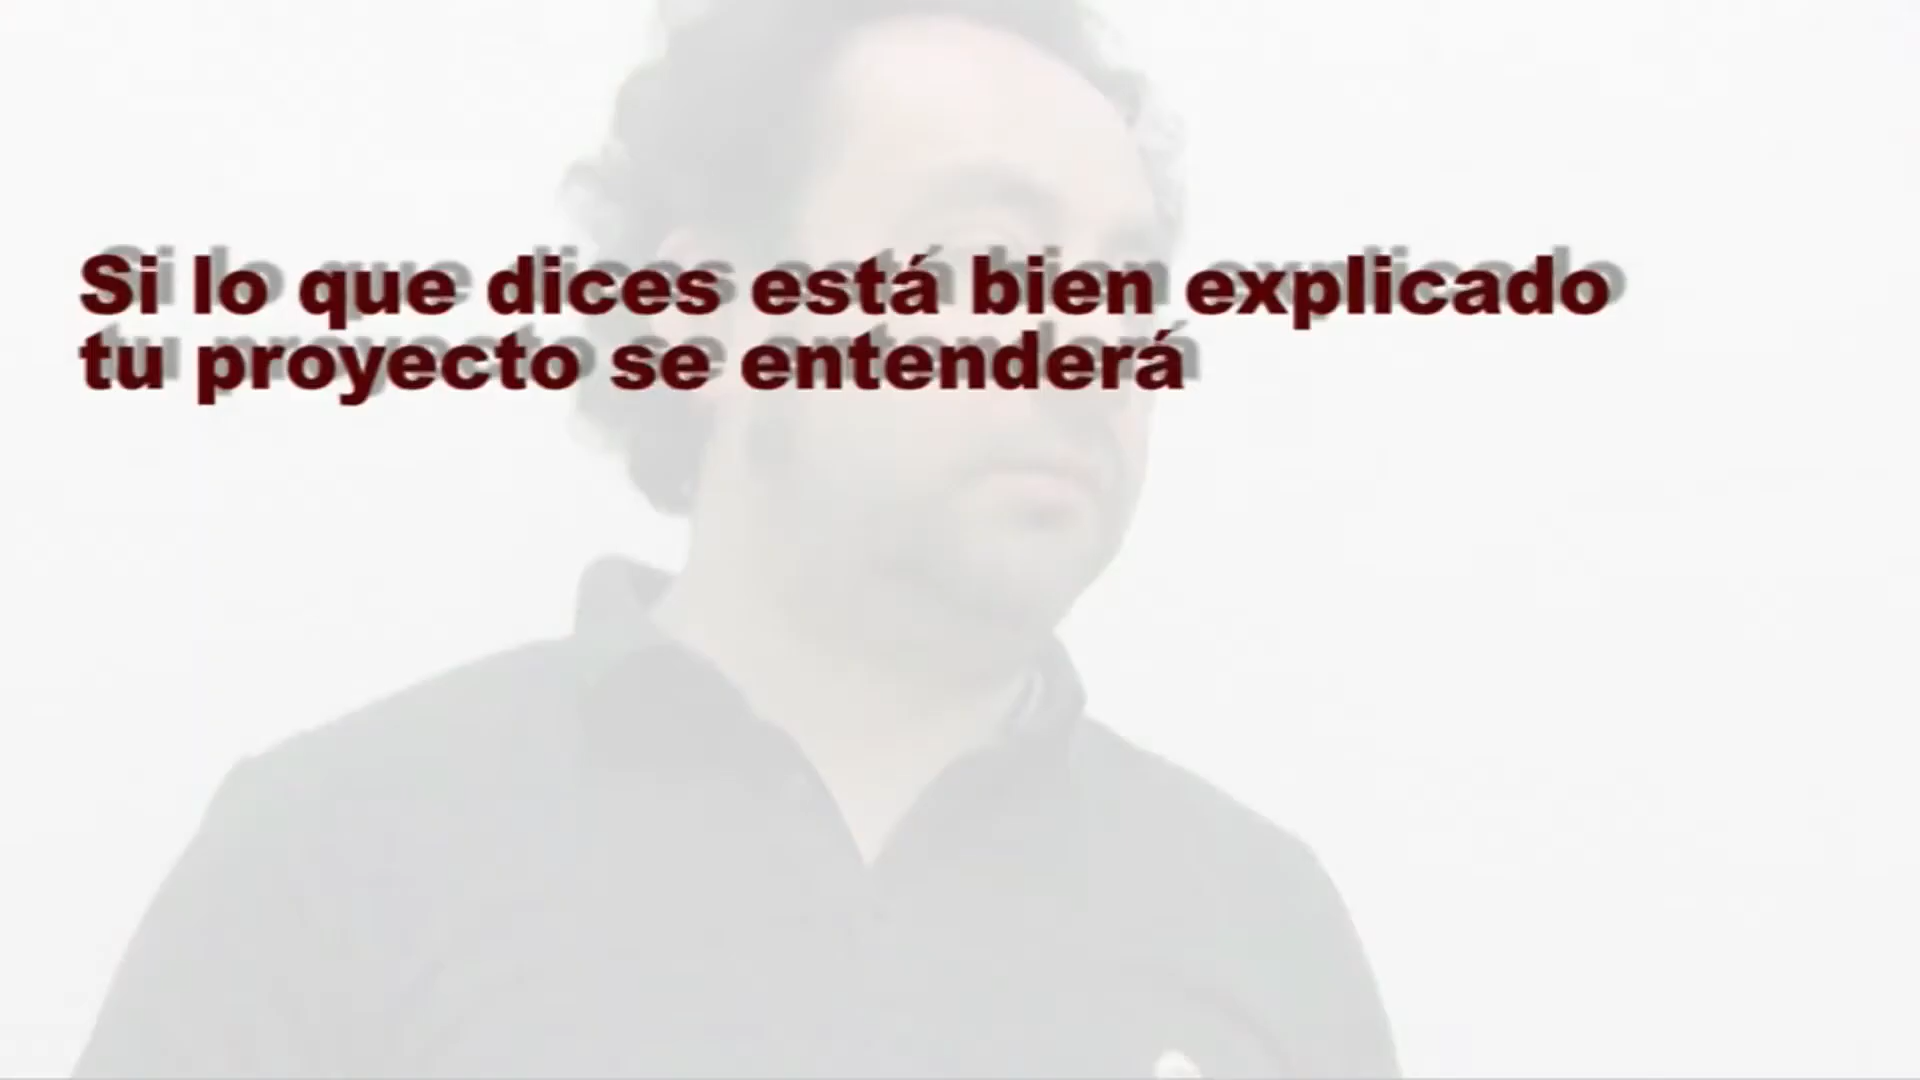 Si lo que dices está bien explicado
tu proyecto se entenderá